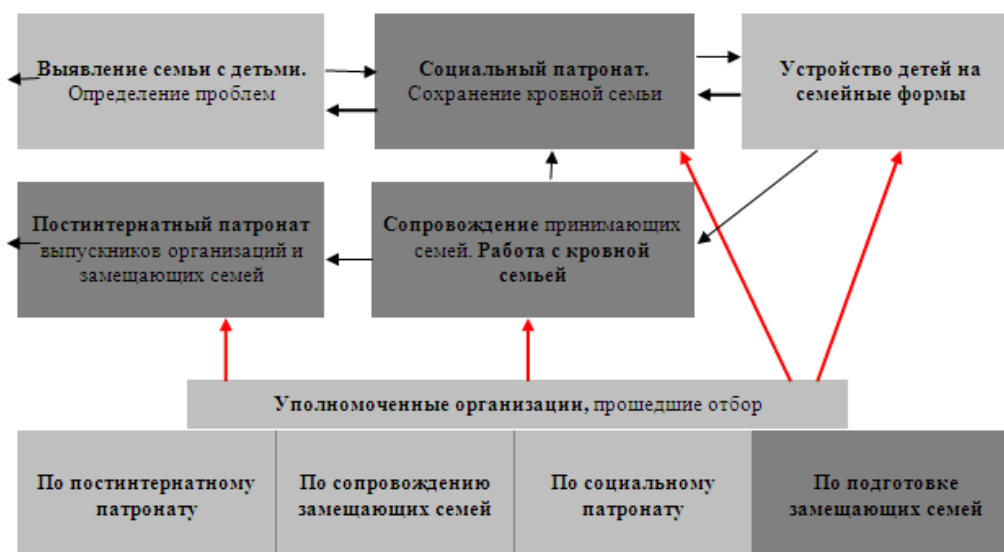 Выявление семьи с детьми.
Определение проблем
Социальный патронат.
Сохранение кровной семьи
Устройство детей на
семейные формы
Постинтернатный патронат
выпускников организаций и
замещающих семей
Сопровождение принимающих
семей. Работа с кровной
семьей
Уполномоченные организации, прошедшие отбор
По постинтернатному
патронату
По сопровождению
замещающих семей
По социальному
патронату
По подготовке
замещающих семей